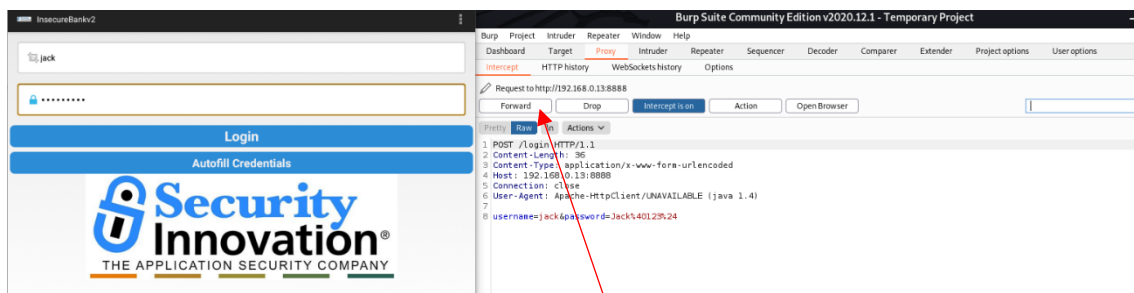 InsecureBankv2
jack
Login
Autofill Credentials
Security
Innovation®
THE APPLICATION SECURITY COMPANY
Burp Suite Community Edition v2020.12.1 - Temporary Project
Burp Project Intruder Repeater Window Help
Dashboard Target Proxy Intruder Repeater Sequencer Decoder Comparer Extender Project options User options
Intercept HTTP history WebSockets history Options
Request to http://192.168.0.13:8888
Forward Drop Intercept is on Action Open Browser
Pretty Raw \n Actions
1 POST /login HTTP/1.1
2 Content-Length: 36
3 Content-Type: application/x-www-form-urlencoded
4 Host: 192.168.0.13:8888
5 Connection: close
6 User-Agent: Apache-HttpClient/UNAVAILABLE (java 1.4)
7
8 username=jack&password=Jack%40123%24